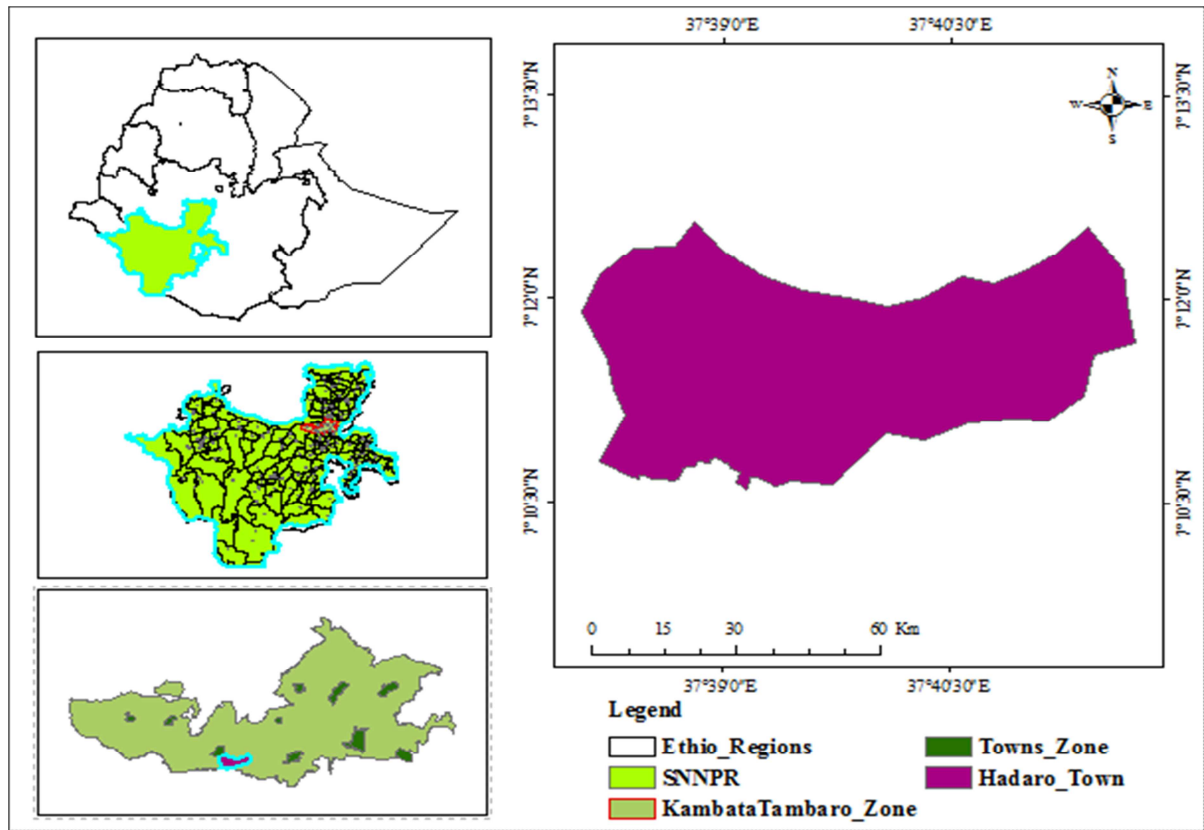 37°39'0"E 37°40'30"E
7°13'30"N 7°13'30"N
N
W E
S
7°12'0"N 7°12'0"N
7°10'30"N 7°10'30"N
0 15 30 60 Km
37°39'0"E 37°40'30"E
Legend
Ethio_Regions Towns_Zone
SNNPR Hadaro_Town
KambataTambaro_Zone